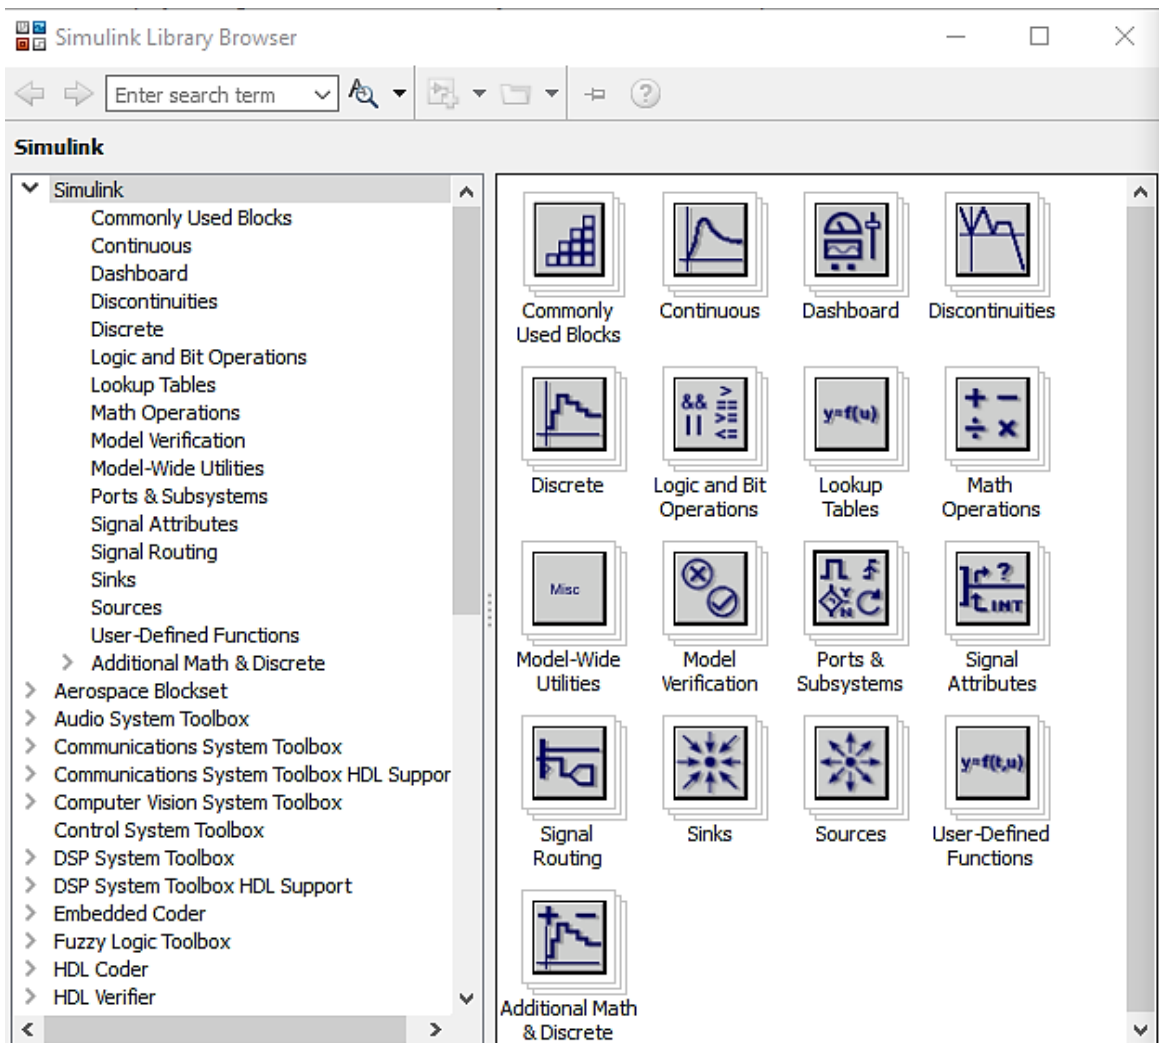 Simulink Library Browser
Enter search term
Simulink
Simulink
Commonly Used Blocks
Continuous
Dashboard
Discontinuities
Discrete
Logic and Bit Operations
Lookup Tables
Math Operations
Model Verification
Model-Wide Utilities
Ports & Subsystems
Signal Attributes
Signal Routing
Sinks
Sources
User-Defined Functions
Additional Math & Discrete
Aerospace Blockset
Audio System Toolbox
Communications System Toolbox
Communications System Toolbox HDL Suppor
Computer Vision System Toolbox
Control System Toolbox
DSP System Toolbox
DSP System Toolbox HDL Support
Embedded Coder
Fuzzy Logic Toolbox
HDL Coder
HDL Verifier
Commonly
Used Blocks
Continuous
Dashboard
Discontinuities
Discrete
&& >
==
|| >=
<=
Logic and Bit
Operations
y=f(u)
Lookup
Tables
+ −
÷ ×
Math
Operations
Misc
Model-Wide
Utilities
Model
Verification
Y
N
Ports &
Subsystems
?
INT
Signal
Attributes
Signal
Routing
Sinks
Sources
y=f(t,u)
User-Defined
Functions
+ −
Additional Math
& Discrete